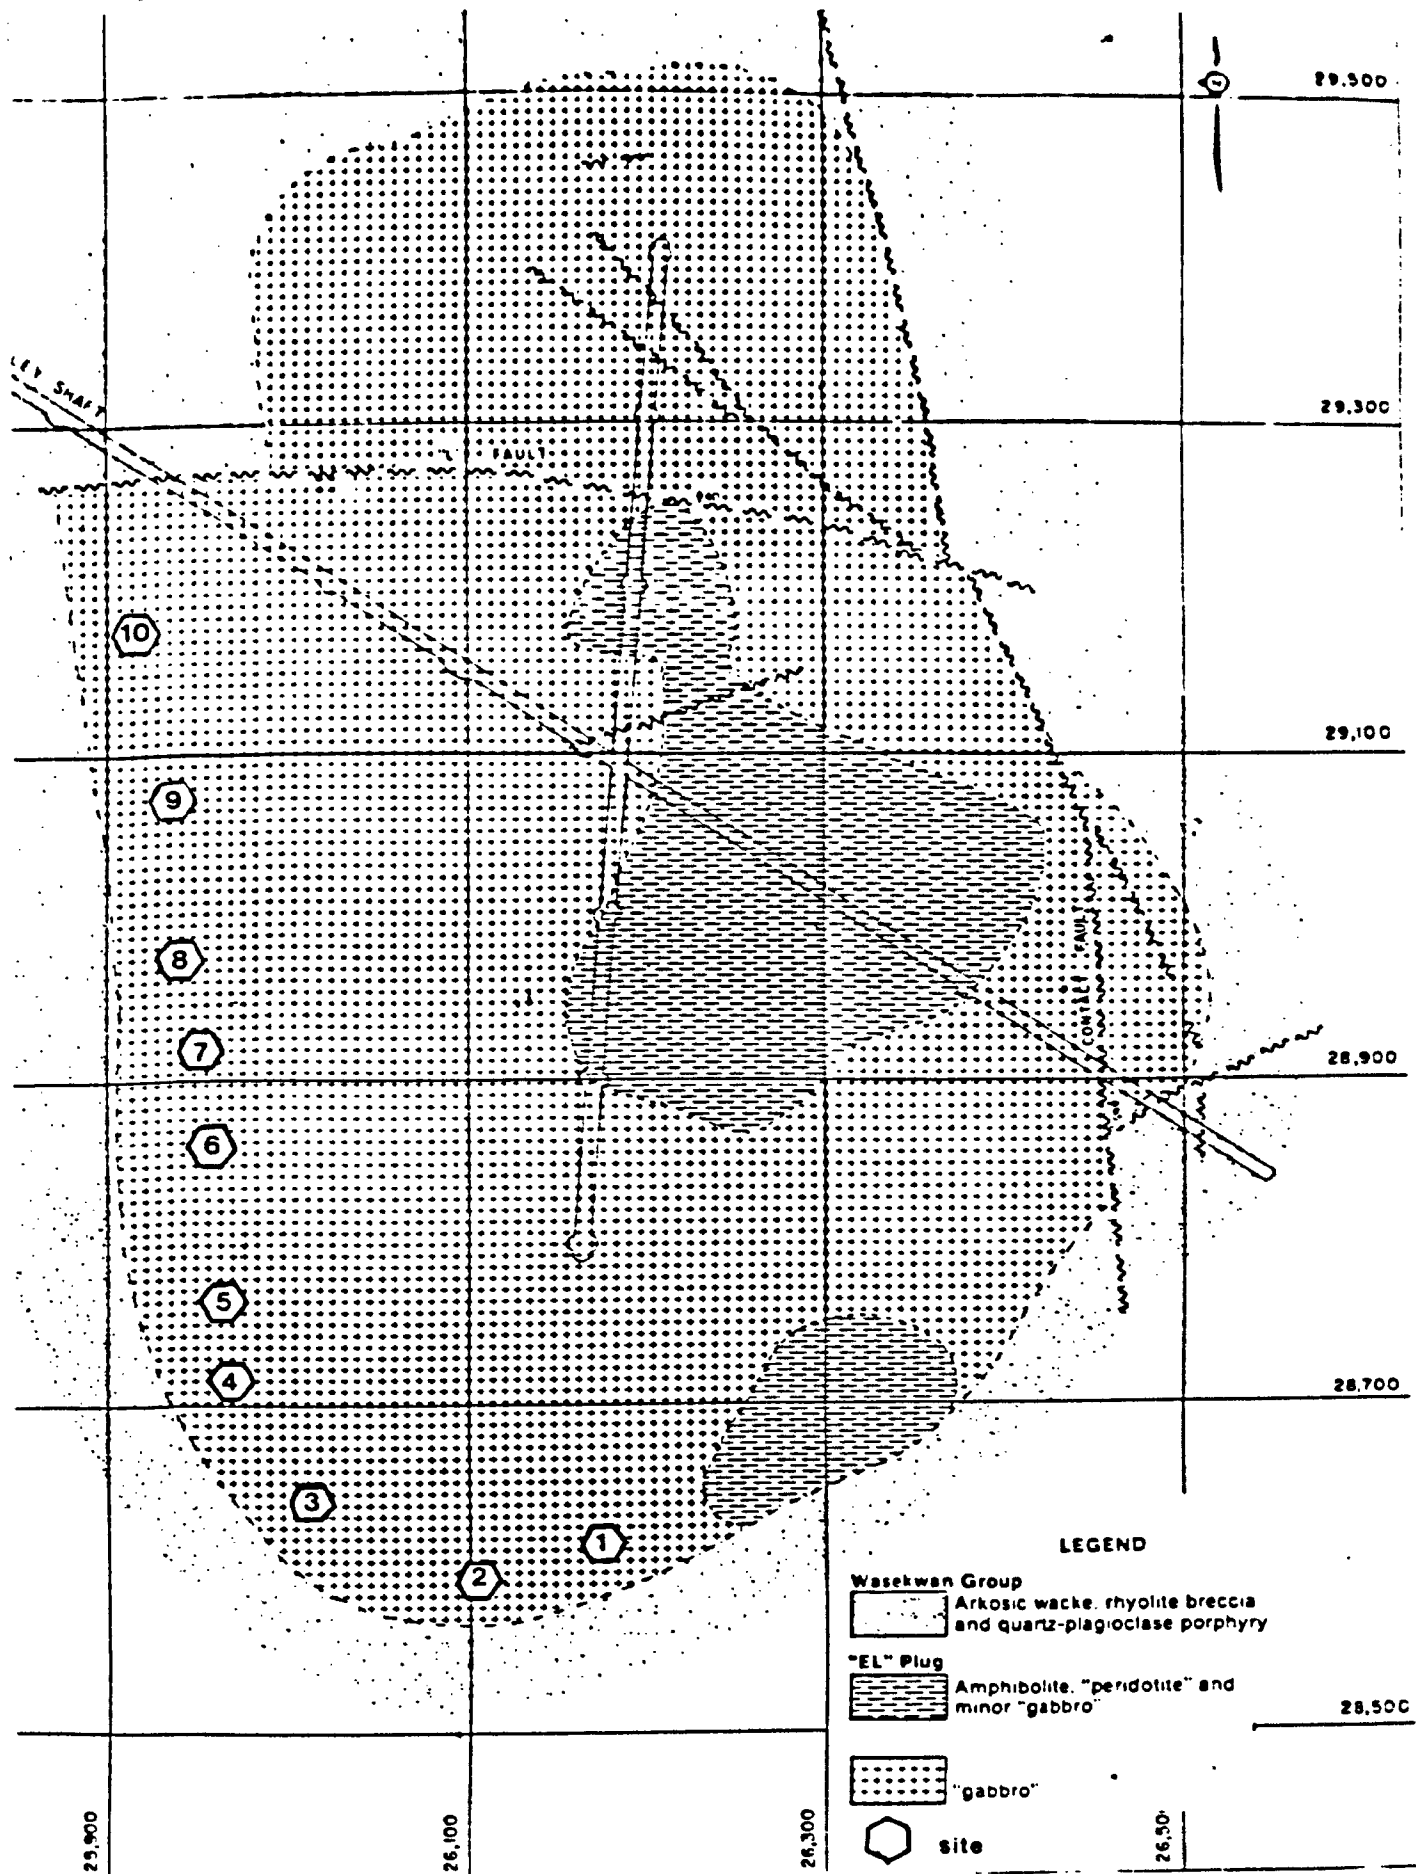 29,500
LEY SHAFT
29,300
FAULT
10
29,100
9
8
CONTACT FAULT
7
28,900
6
5
4
28,700
3
1
2
LEGEND
Wasekwan Group
Arkosic wacke, rhyolite breccia
and quartz-plagioclase porphyry
"EL" Plug
Amphibolite, "peridotite" and
minor "gabbro"
28,500
"gabbro"
site
25,900
26,100
26,300
26,50